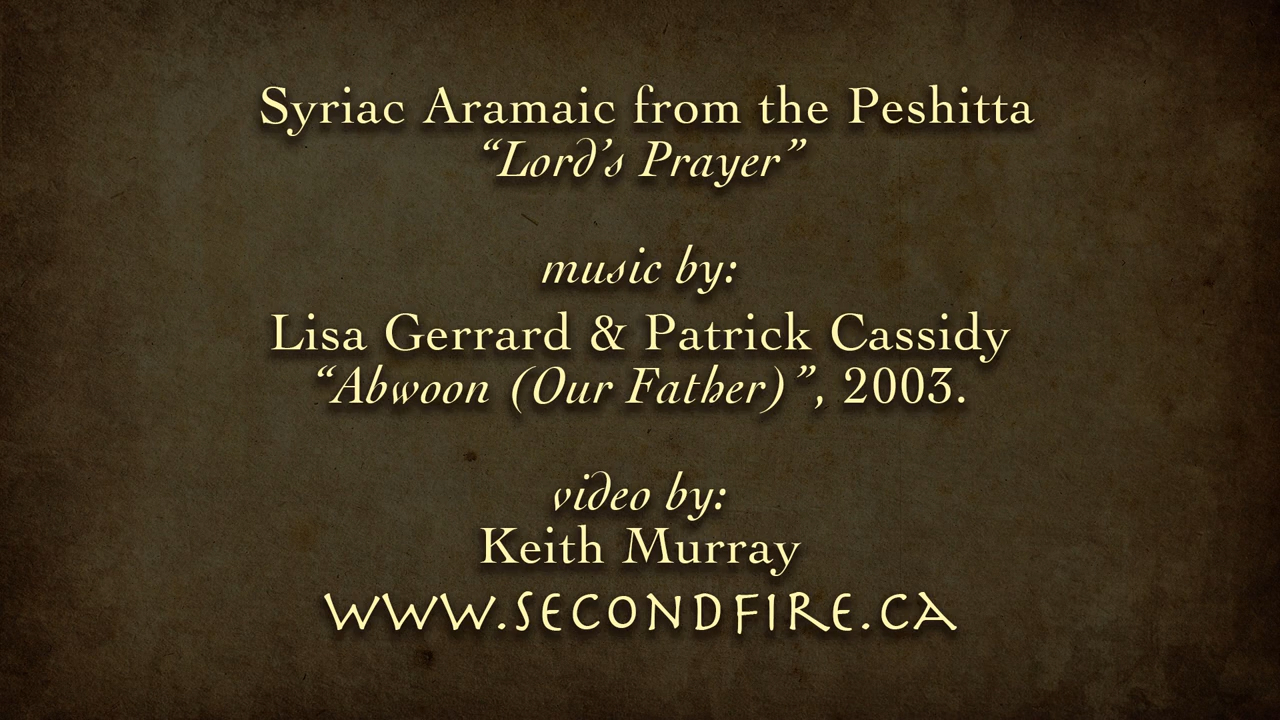 Syriac Aramaic from the Peshitta
“Lord’s Prayer”
music by:
Lisa Gerrard & Patrick Cassidy
“Abwoon (Our Father)”, 2003.
video by:
Keith Murray
WWW.SECONDFIRE.CA